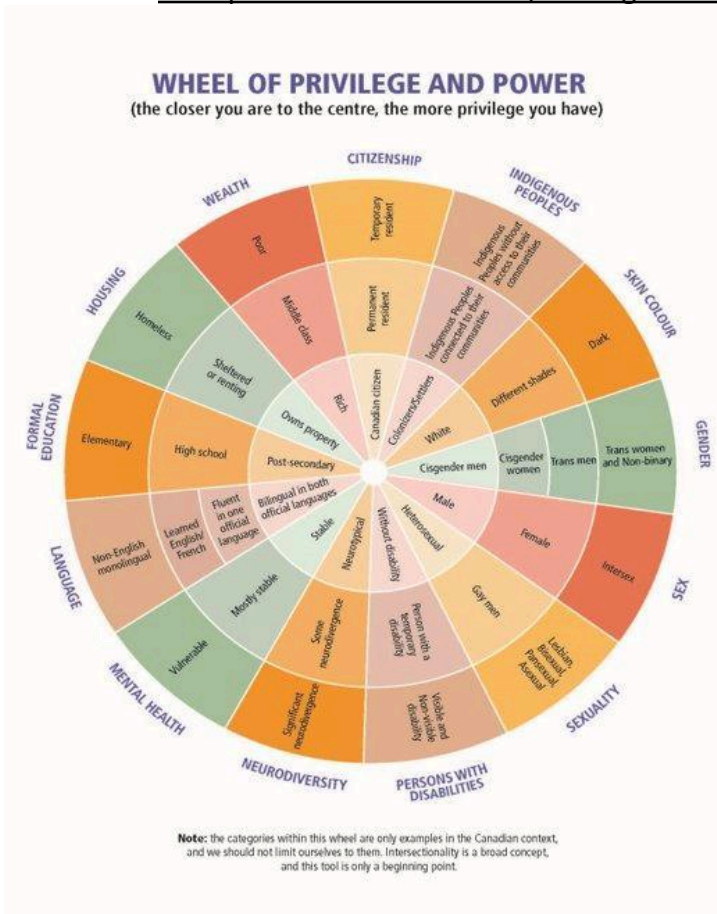 WHEEL OF PRIVILEGE AND POWER
(the closer you are to the centre, the more privilege you have)
CITIZENSHIP
Temporary
resident
Permanent
resident
Canadian citizen
INDIGENOUS
PEOPLES
Indigenous
Peoples without
access to their
communities
Indigenous Peoples
connected to their
communities
Colonizers/Settlers
SKIN COLOUR
Dark
Different shades
White
GENDER
Trans women
and Non-binary
Trans men
Cisgender
women
Cisgender men
SEX
Intersex
Female
Male
SEXUALITY
Lesbian,
Bisexual,
Pansexual,
Asexual
Gay men
Heterosexual
PERSONS WITH
DISABILITIES
Visible and
Non-visible
disability
Person with a
temporary
disability
Without disability
NEURODIVERSITY
Significant
neurodivergence
Some
neurodivergence
Neurotypical
MENTAL HEALTH
Vulnerable
Mostly stable
Stable
LANGUAGE
Non-English
monolingual
Learned
English/
French
Fluent
in one
official
language
Bilingual in both
official languages
FORMAL
EDUCATION
Elementary
High school
Post-secondary
HOUSING
Homeless
Sheltered
or renting
Owns property
WEALTH
Poor
Middle class
Rich
Note: the categories within this wheel are only examples in the Canadian context,
and we should not limit ourselves to them. Intersectionality is a broad concept,
and this tool is only a beginning point.